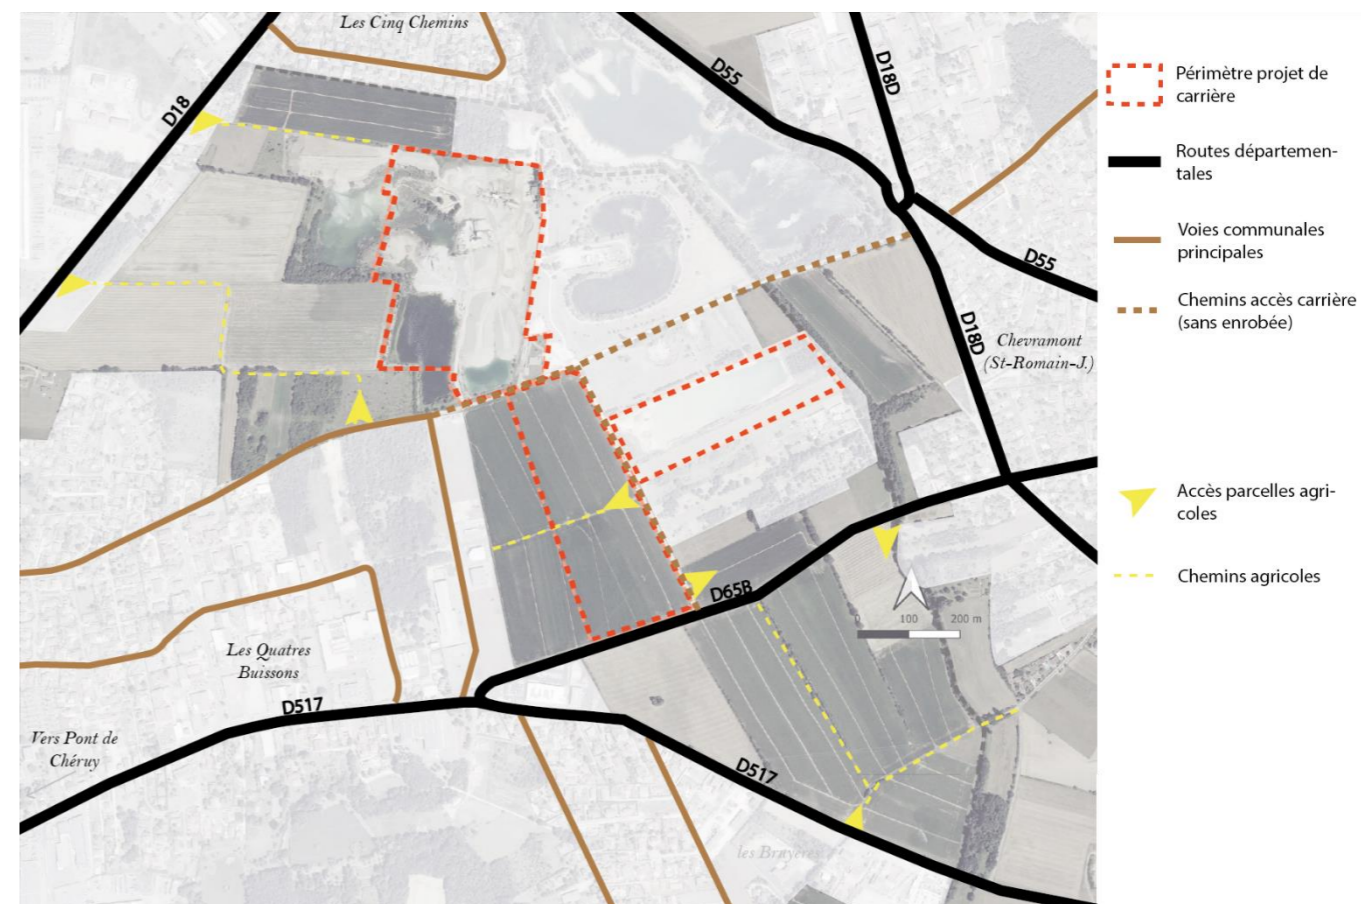 Les Cinq Chemins
D55
D18D
D18
D55
D18D
Chevramont
(St-Romain-J.)
D65B
0 100 200 m
Les Quatres
Buissons
D517
Vers Pont de
Chéruy
D517
les Bruyères
Périmètre projet de
carrière
Routes départemen-
tales
Voies communales
principales
Chemins accès carrière
(sans enrobée)
Accès parcelles agri-
coles
Chemins agricoles